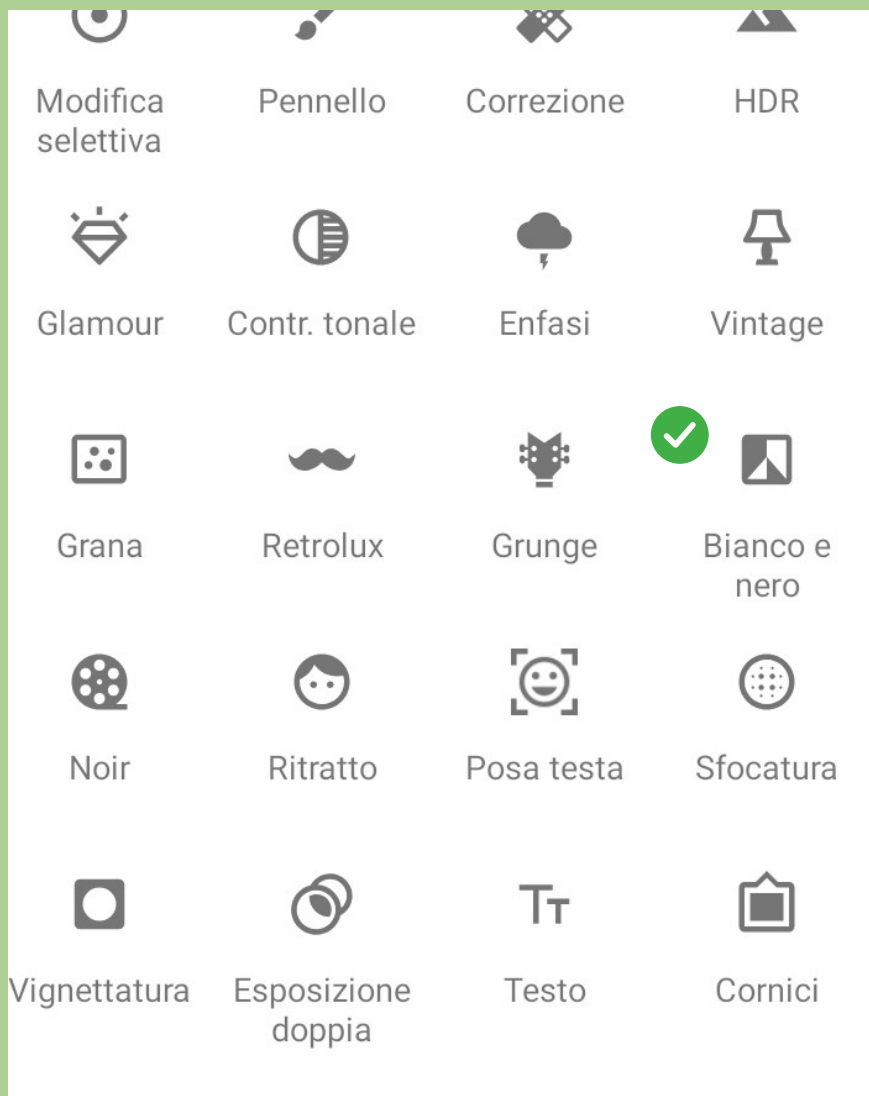 Modifica
selettiva
Pennello
Correzione
HDR
Glamour
Contr. tonale
Enfasi
Vintage
Grana
Retrolux
Grunge
Bianco e
nero
Noir
Ritratto
Posa testa
Sfocatura
Vignettatura
Esposizione
doppia
Testo
Cornici